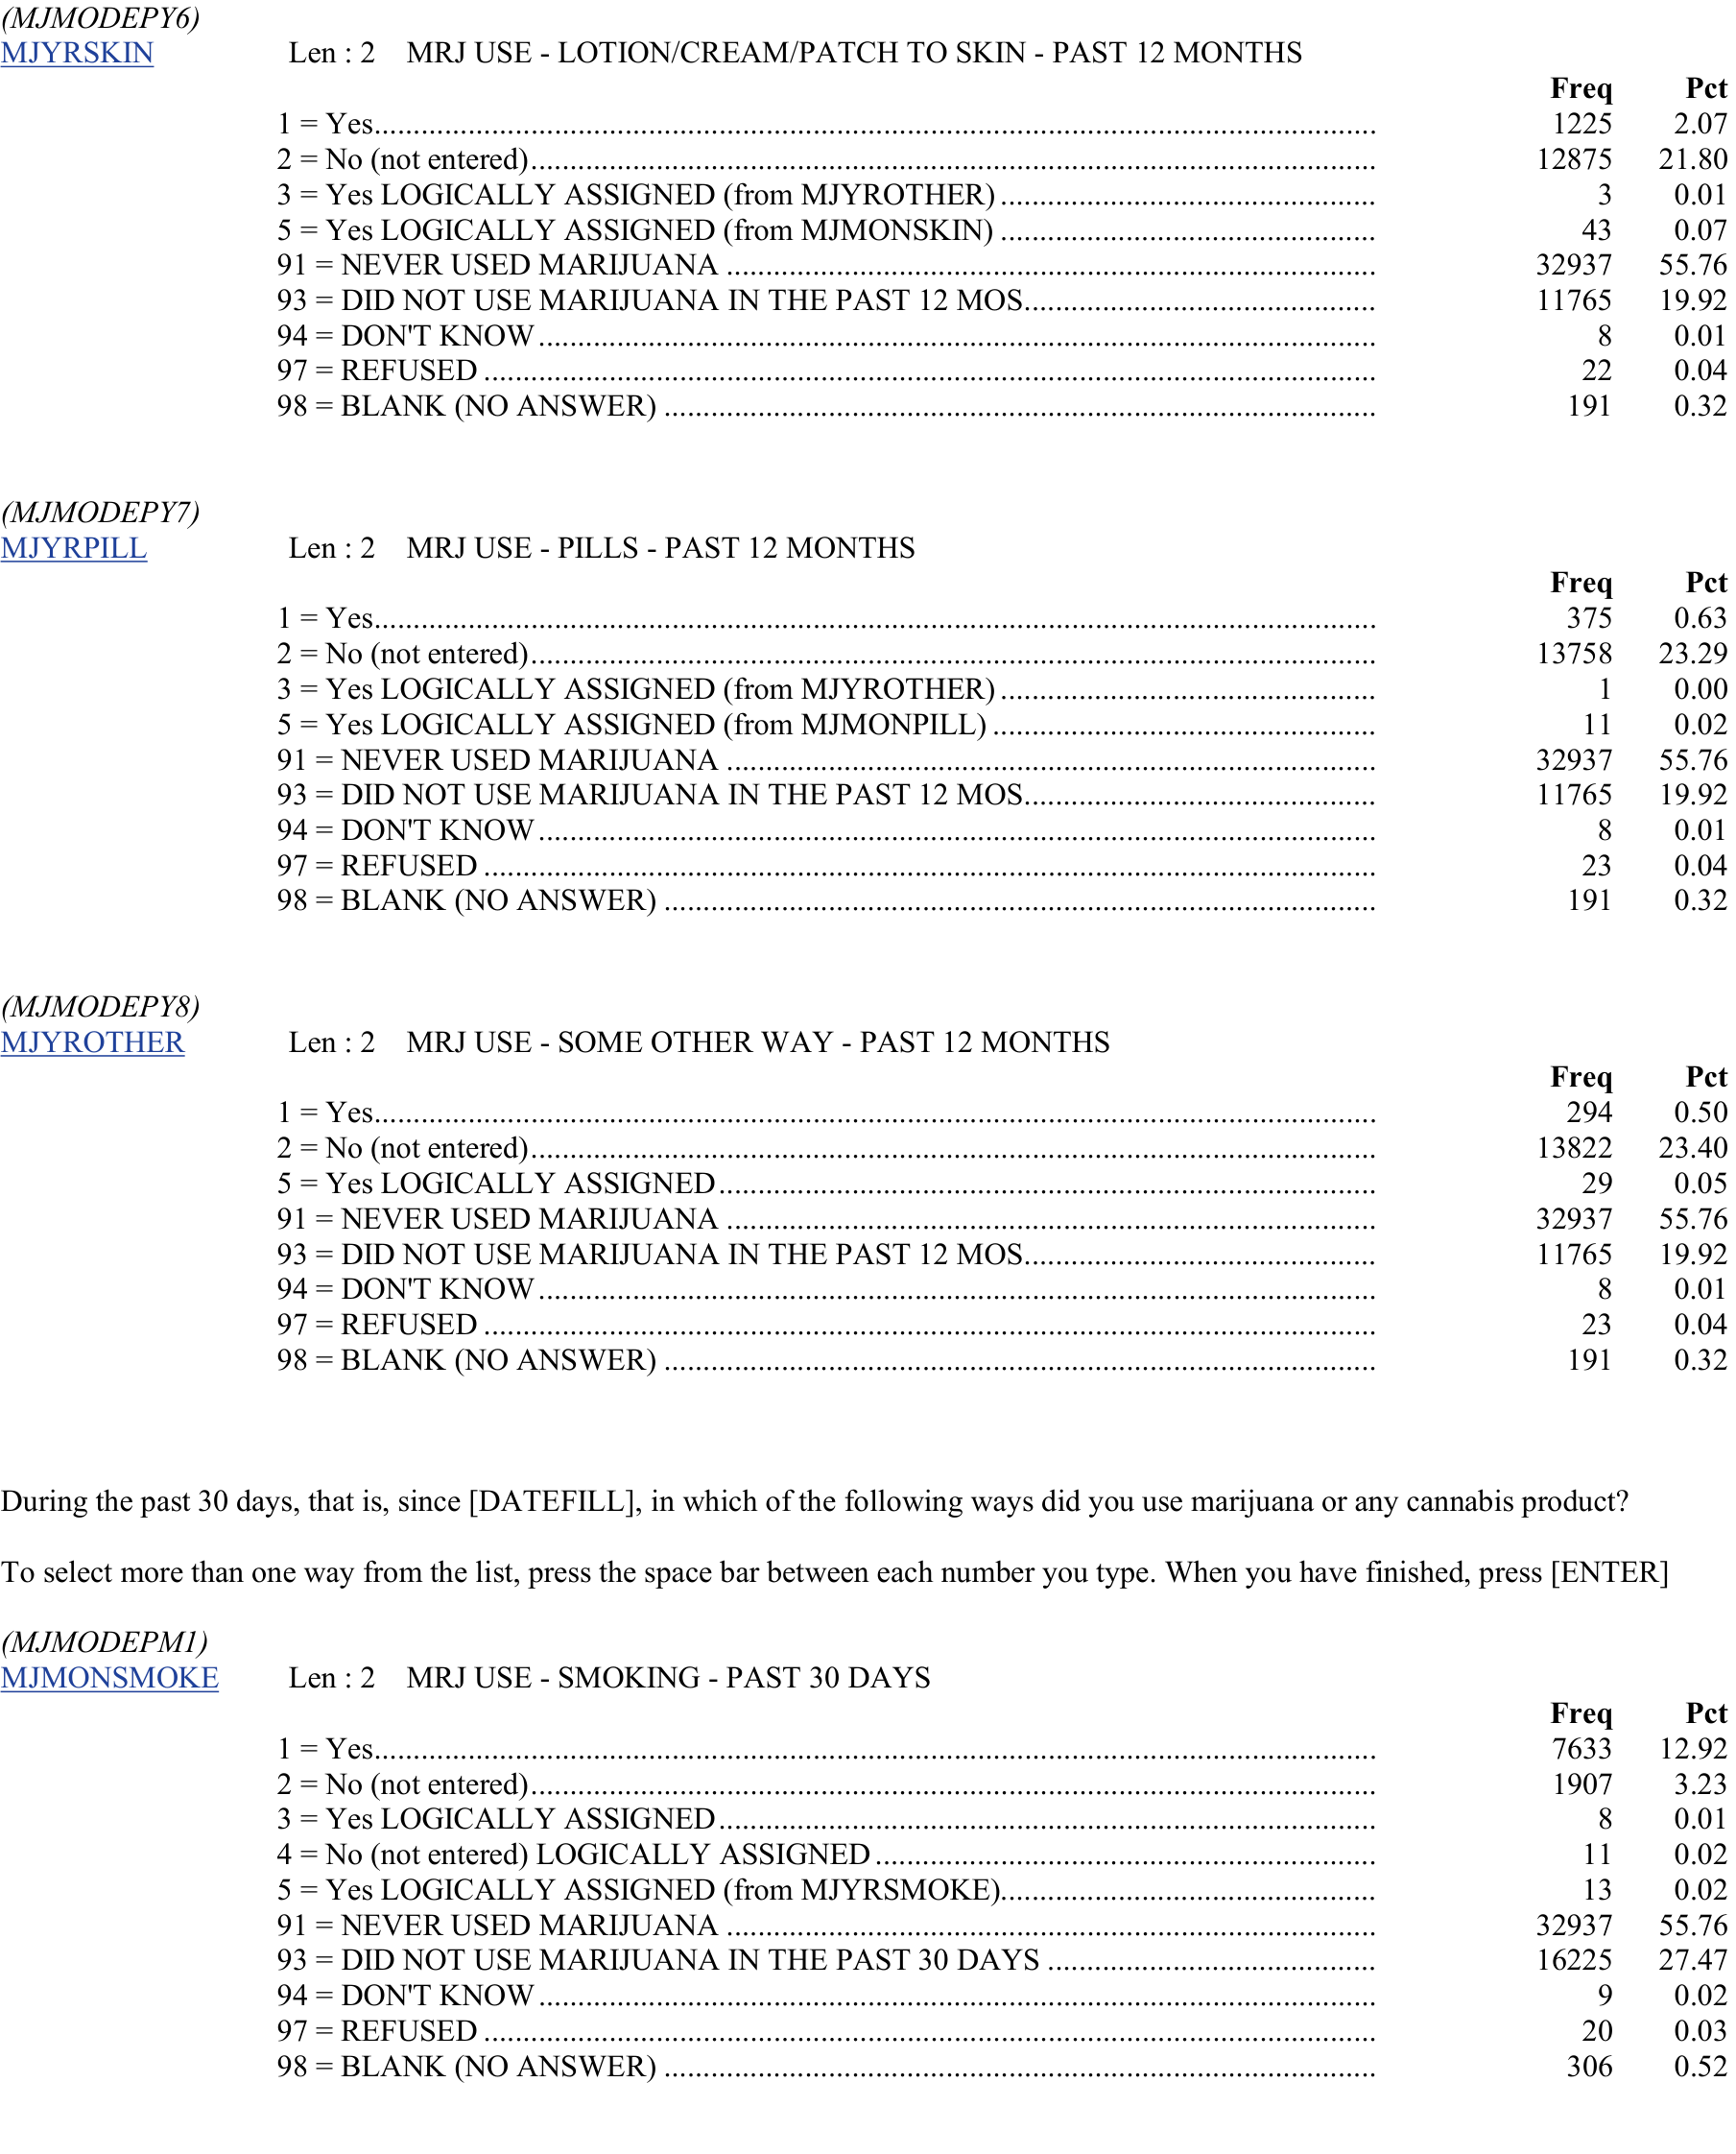 (MJMODEPY6)
MJYRSKIN Len : 2 MRJ USE - LOTION/CREAM/PATCH TO SKIN - PAST 12 MONTHS
Freq Pct
1 = Yes 1225 2.07
2 = No (not entered) 12875 21.80
3 = Yes LOGICALLY ASSIGNED (from MJYROTHER) 3 0.01
5 = Yes LOGICALLY ASSIGNED (from MJMONSKIN) 43 0.07
91 = NEVER USED MARIJUANA 32937 55.76
93 = DID NOT USE MARIJUANA IN THE PAST 12 MOS 11765 19.92
94 = DON'T KNOW 8 0.01
97 = REFUSED 22 0.04
98 = BLANK (NO ANSWER) 191 0.32
(MJMODEPY7)
MJYRPILL Len : 2 MRJ USE - PILLS - PAST 12 MONTHS
Freq Pct
1 = Yes 375 0.63
2 = No (not entered) 13758 23.29
3 = Yes LOGICALLY ASSIGNED (from MJYROTHER) 1 0.00
5 = Yes LOGICALLY ASSIGNED (from MJMONPILL) 11 0.02
91 = NEVER USED MARIJUANA 32937 55.76
93 = DID NOT USE MARIJUANA IN THE PAST 12 MOS 11765 19.92
94 = DON'T KNOW 8 0.01
97 = REFUSED 23 0.04
98 = BLANK (NO ANSWER) 191 0.32
(MJMODEPY8)
MJYROTHER Len : 2 MRJ USE - SOME OTHER WAY - PAST 12 MONTHS
Freq Pct
1 = Yes 294 0.50
2 = No (not entered) 13822 23.40
5 = Yes LOGICALLY ASSIGNED 29 0.05
91 = NEVER USED MARIJUANA 32937 55.76
93 = DID NOT USE MARIJUANA IN THE PAST 12 MOS 11765 19.92
94 = DON'T KNOW 8 0.01
97 = REFUSED 23 0.04
98 = BLANK (NO ANSWER) 191 0.32
During the past 30 days, that is, since [DATEFILL], in which of the following ways did you use marijuana or any cannabis product?
To select more than one way from the list, press the space bar between each number you type. When you have finished, press [ENTER]
(MJMODEPM1)
MJMONSMOKE Len : 2 MRJ USE - SMOKING - PAST 30 DAYS
Freq Pct
1 = Yes 7633 12.92
2 = No (not entered) 1907 3.23
3 = Yes LOGICALLY ASSIGNED 8 0.01
4 = No (not entered) LOGICALLY ASSIGNED 11 0.02
5 = Yes LOGICALLY ASSIGNED (from MJYRSMOKE) 13 0.02
91 = NEVER USED MARIJUANA 32937 55.76
93 = DID NOT USE MARIJUANA IN THE PAST 30 DAYS 16225 27.47
94 = DON'T KNOW 9 0.02
97 = REFUSED 20 0.03
98 = BLANK (NO ANSWER) 306 0.52